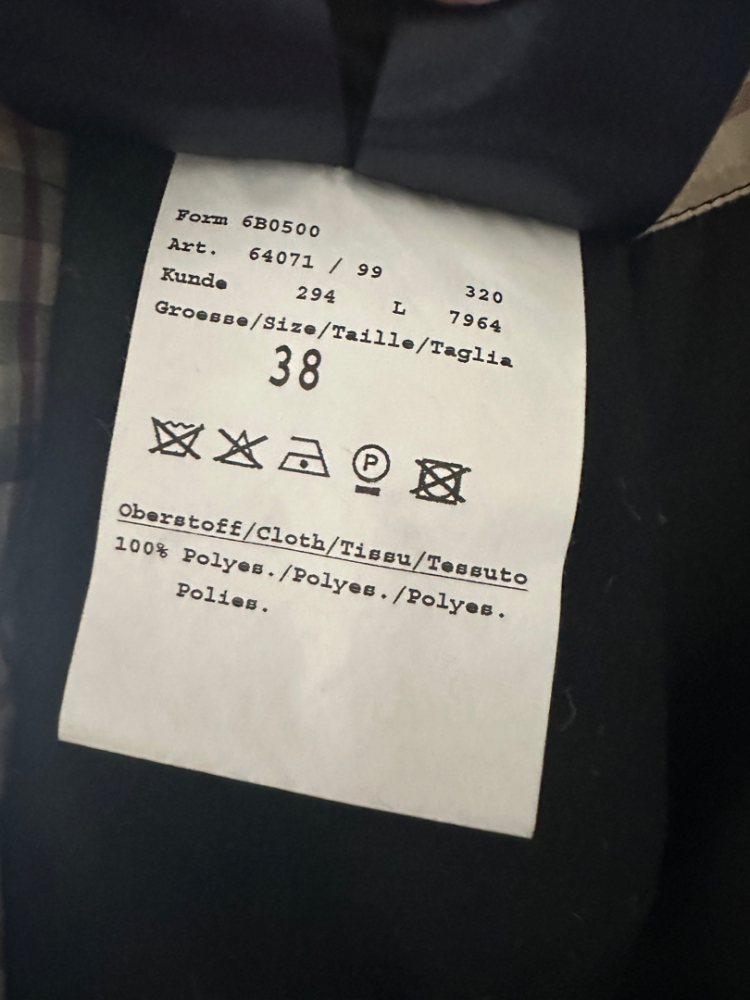 Form 6B0500
Art. 64071 / 99 320
Kunde 294 L 7964
Groesse/Size/Taille/Taglia
38
P
Oberstoff/Cloth/Tissu/Tessuto
100% Polyes./Polyes./Polyes.
Polies.